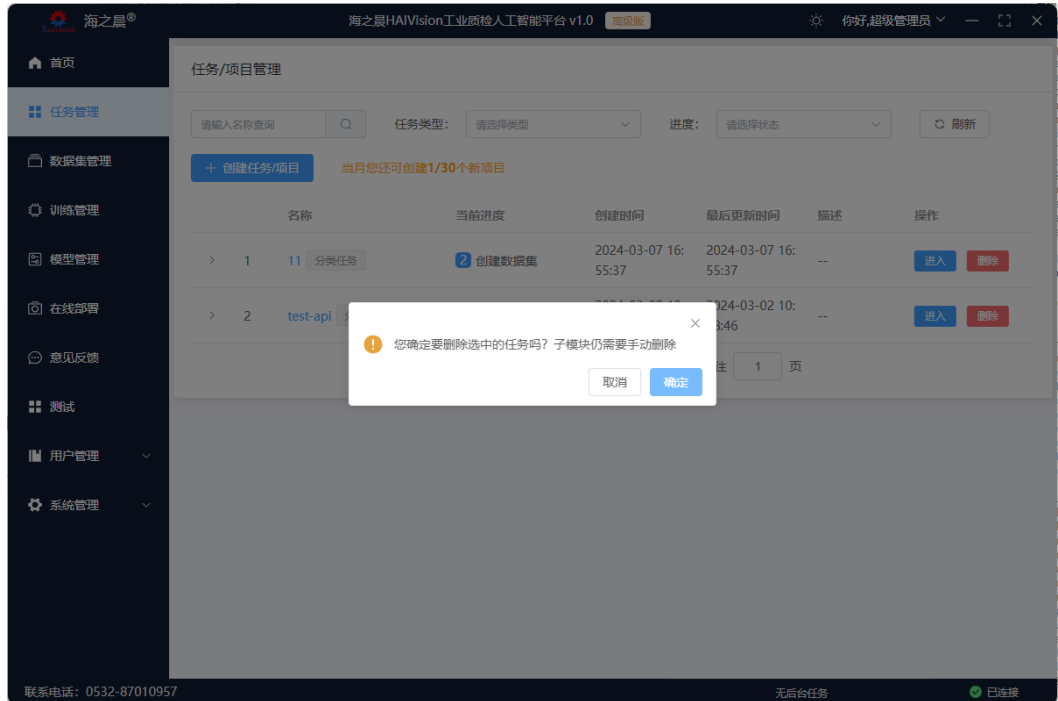 海之晨®
海之晨HAIVision工业质检人工智能平台 v1.0 高级版
你好,超级管理员
首页
任务管理
数据集管理
训练管理
模型管理
在线部署
意见反馈
测试
用户管理
系统管理
任务/项目管理
请输入名称查询 任务类型: 请选择类型 进度: 请选择状态 刷新
+ 创建任务/项目 当月您还可创建1/30个新项目
名称 当前进度 创建时间 最后更新时间 描述 操作
1 11 分类任务 2 创建数据集 2024-03-07 16:55:37 2024-03-07 16:55:37 -- 进入 删除
2 test-api 24-03-02 10: :46 -- 进入 删除
您确定要删除选中的任务吗？子模块仍需要手动删除
取消 确定
1 页
联系电话: 0532-87010957 无后台任务 已连接